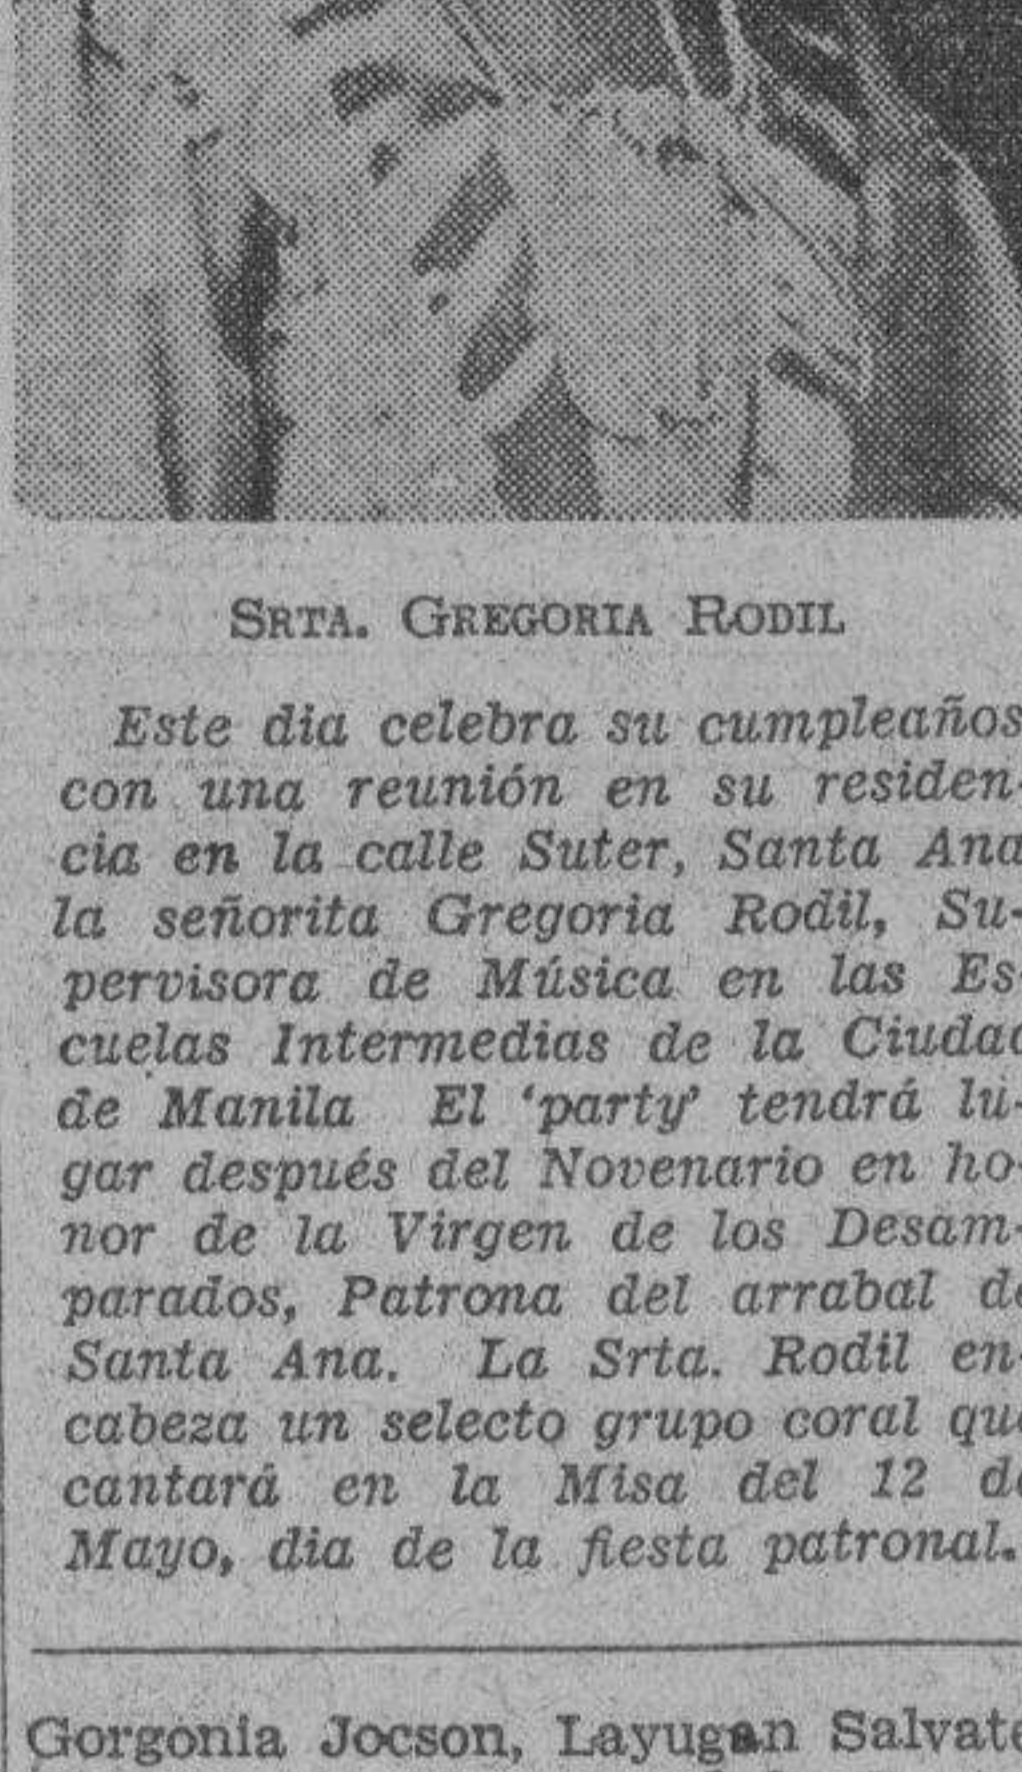 SRTA. GREGORIA RODIL
Este dia celebra su cumpleaños
con una reunión en su residen-
cia en la calle Suter, Santa Ana
la señorita Gregoria Rodil, Su-
pervisora de Música en las Es-
cuelas Intermedias de la Ciudad
de Manila El ‘party’ tendrá lu-
gar después del Novenario en ho-
nor de la Virgen de los Desam-
parados, Patrona del arrabal de
Santa Ana. La Srta. Rodil en-
cabeza un selecto grupo coral que
cantará en la Misa del 12 de
Mayo, dia de la fiesta patronal.
Gorgonia Jocson, Layugan